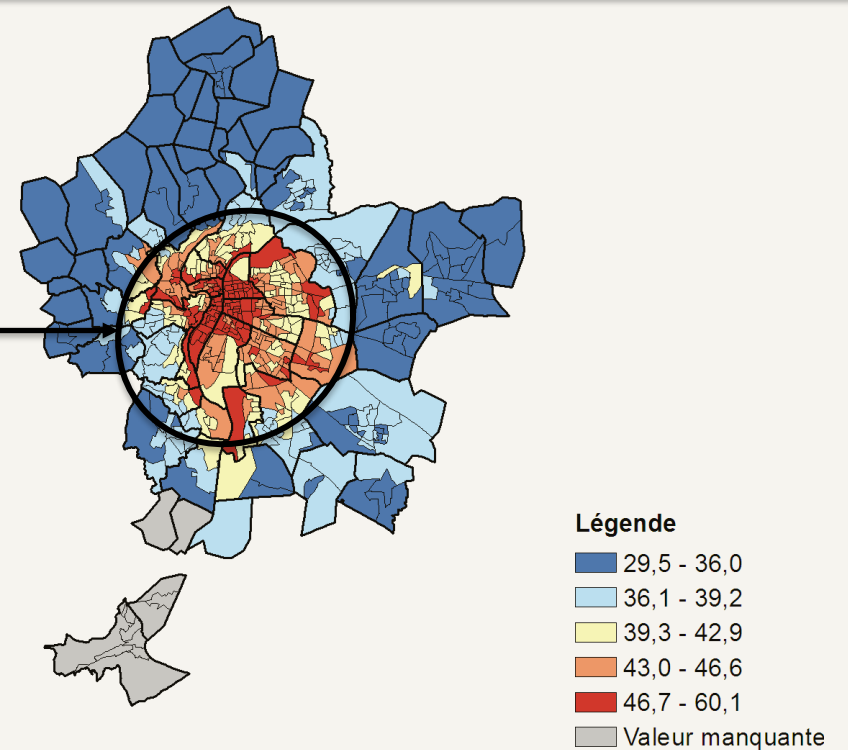 Légende
29,5 - 36,0
36,1 - 39,2
39,3 - 42,9
43,0 - 46,6
46,7 - 60,1
Valeur manquante